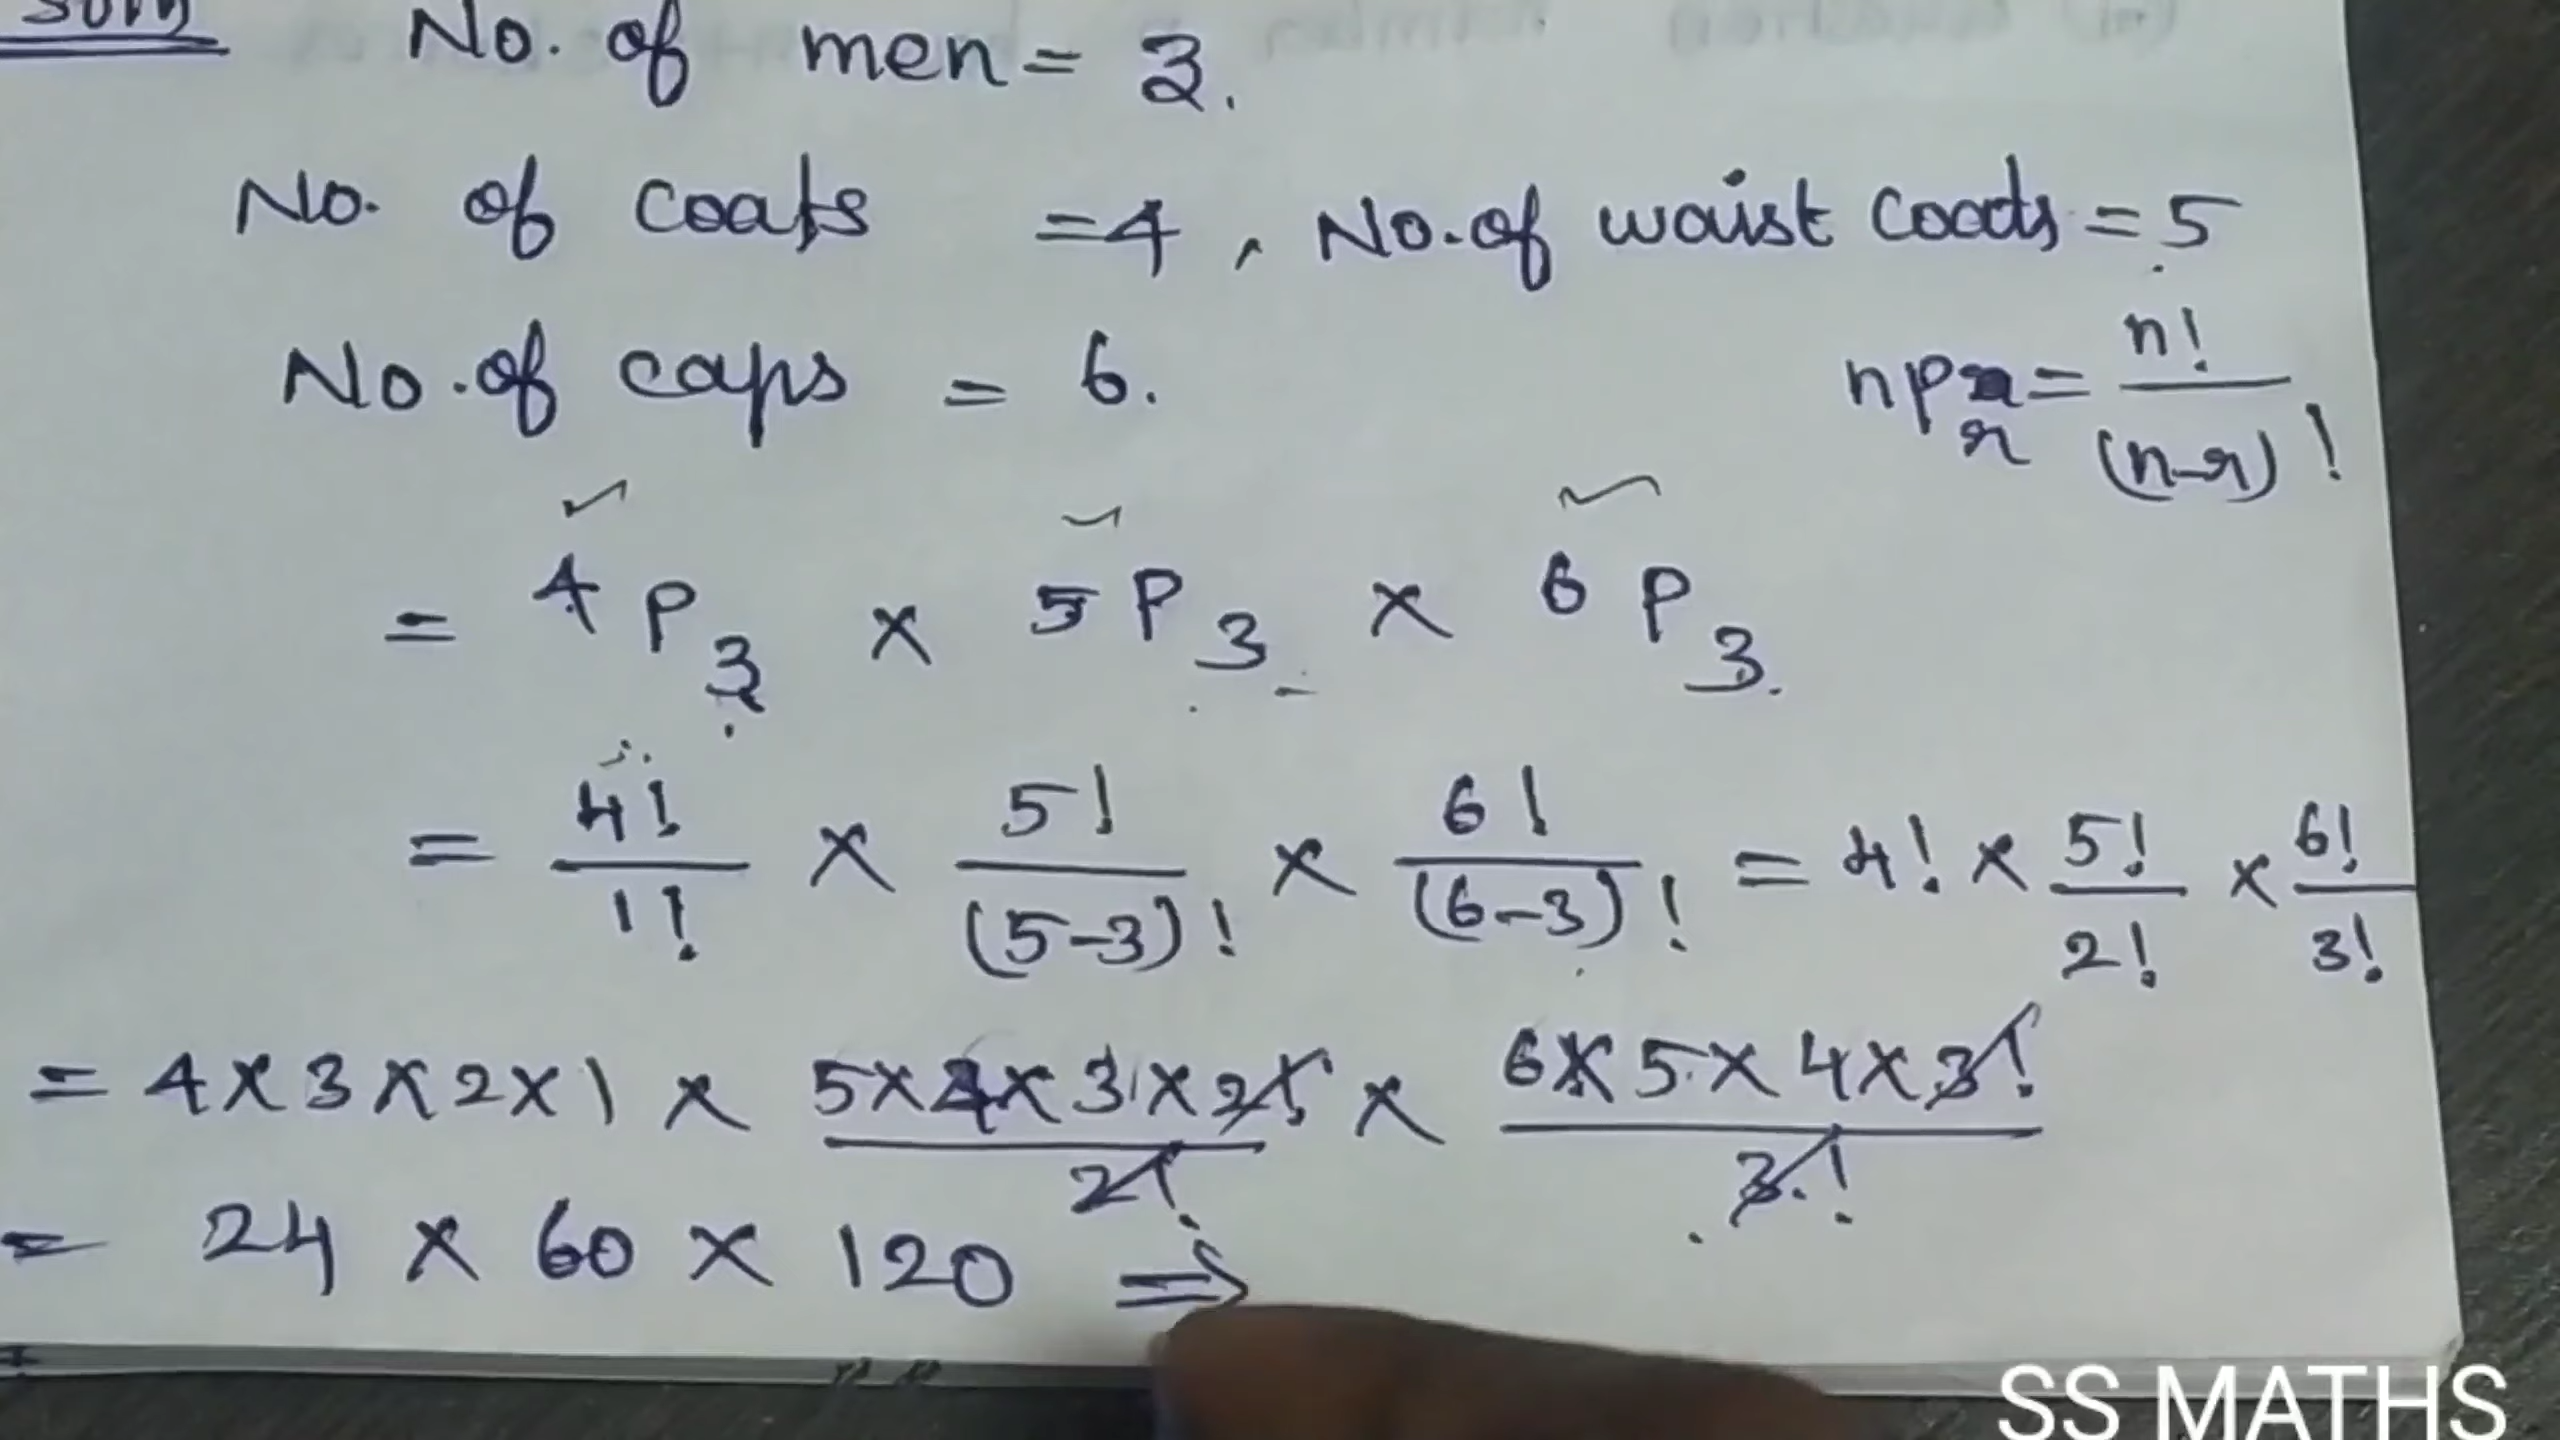 Soln No. of men = 3.
No. of coats = 4, No. of waist coats = 5
No. of caps = 6.
nPr = n!/(n-r)!
= 4P3 × 5P3 × 6P3.
= 4!/1! × 5!/(5-3)! × 6!/(6-3)! = 4! × 5!/2! × 6!/3!
= 4×3×2×1 × 5×4×3×2!/2! × 6×5×4×3!/3!
= 24 × 60 × 120 ⇒
SS MATHS